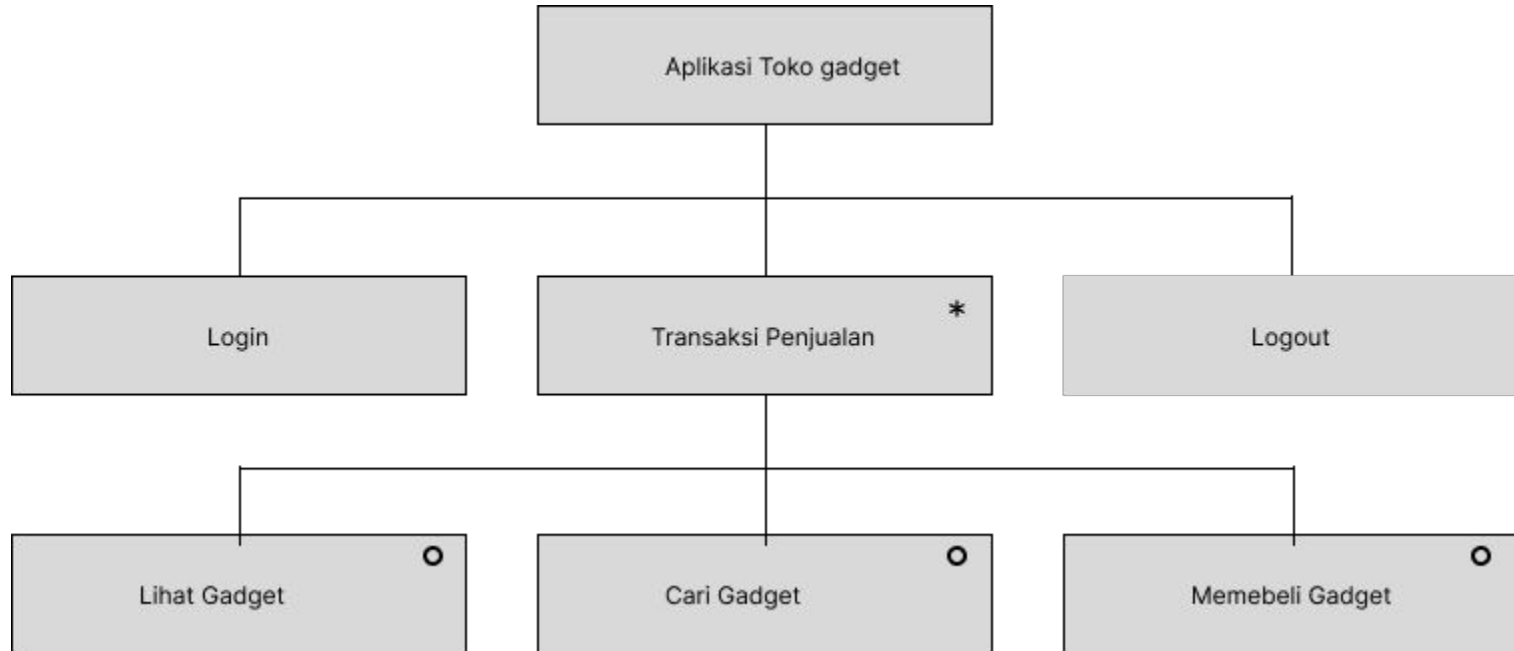 Aplikasi Toko gadget
Login
Transaksi Penjualan
*
Logout
Lihat Gadget
Cari Gadget
Memebeli Gadget